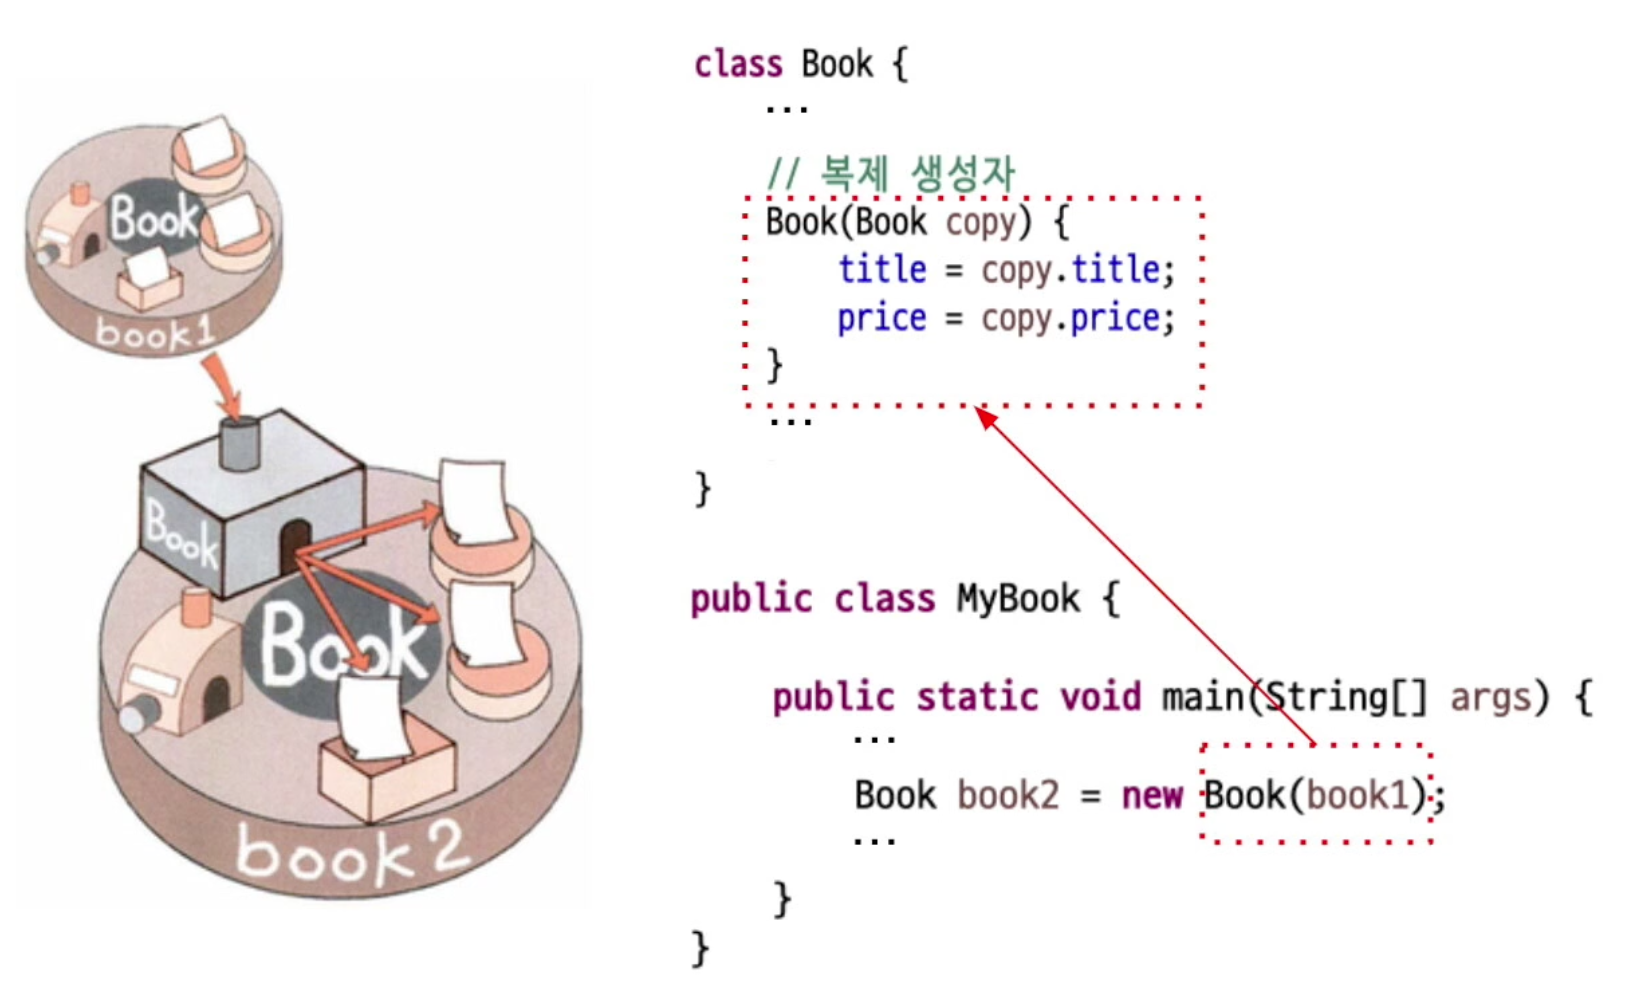 Book
book1
Book
Book
book2
class Book {
...
// 복제 생성자
Book(Book copy) {
title = copy.title;
price = copy.price;
}
...
}
public class MyBook {
public static void main(String[] args) {
...
Book book2 = new Book(book1);
...
}
}